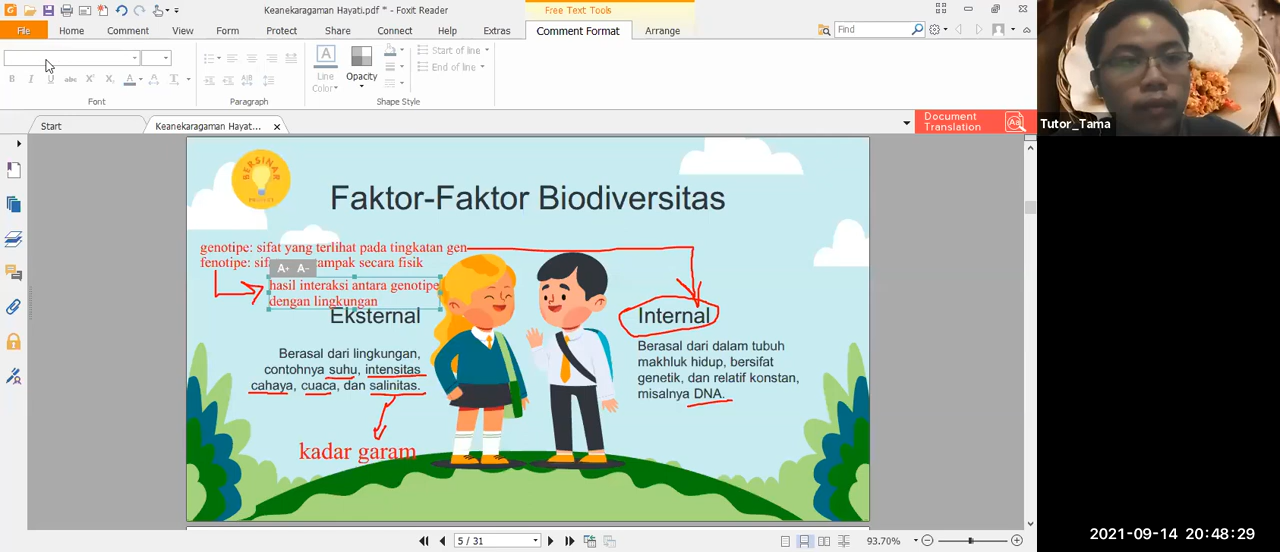 Keanekaragaman Hayati.pdf * - Foxit Reader
Free Text Tools
File
Home
Comment
View
Form
Protect
Share
Connect
Help
Extras
Comment Format
Arrange
Find
Start of line
End of line
Line
Color
Opacity
Font
Paragraph
Shape Style
Start
Keanekaragaman Hayat...
Document
Translation
Tutor_Tama
BERSINAR
Faktor-Faktor Biodiversitas
genotipe: sifat yang terlihat pada tingkatan gen
fenotipe: tampak secara fisik
A+ A-
hasil interaksi antara genotipe
dengan lingkungan
Eksternal
Berasal dari lingkungan,
contohnya suhu, intensitas
cahaya, cuaca, dan salinitas.
kadar garam
Internal
Berasal dari dalam tubuh
makhluk hidup, bersifat
genetik, dan relatif konstan,
misalnya DNA.
5 / 31
93.70%
2021-09-14 20:48:29